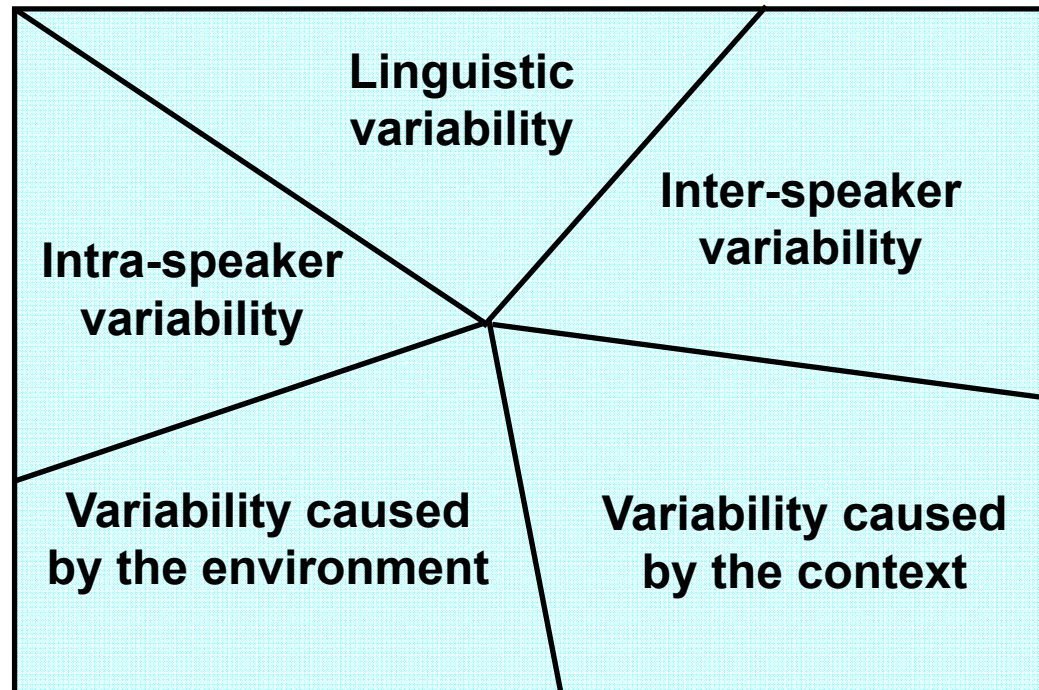 Linguistic
variability
Inter-speaker
variability
Intra-speaker
variability
Variability caused
by the environment
Variability caused
by the context